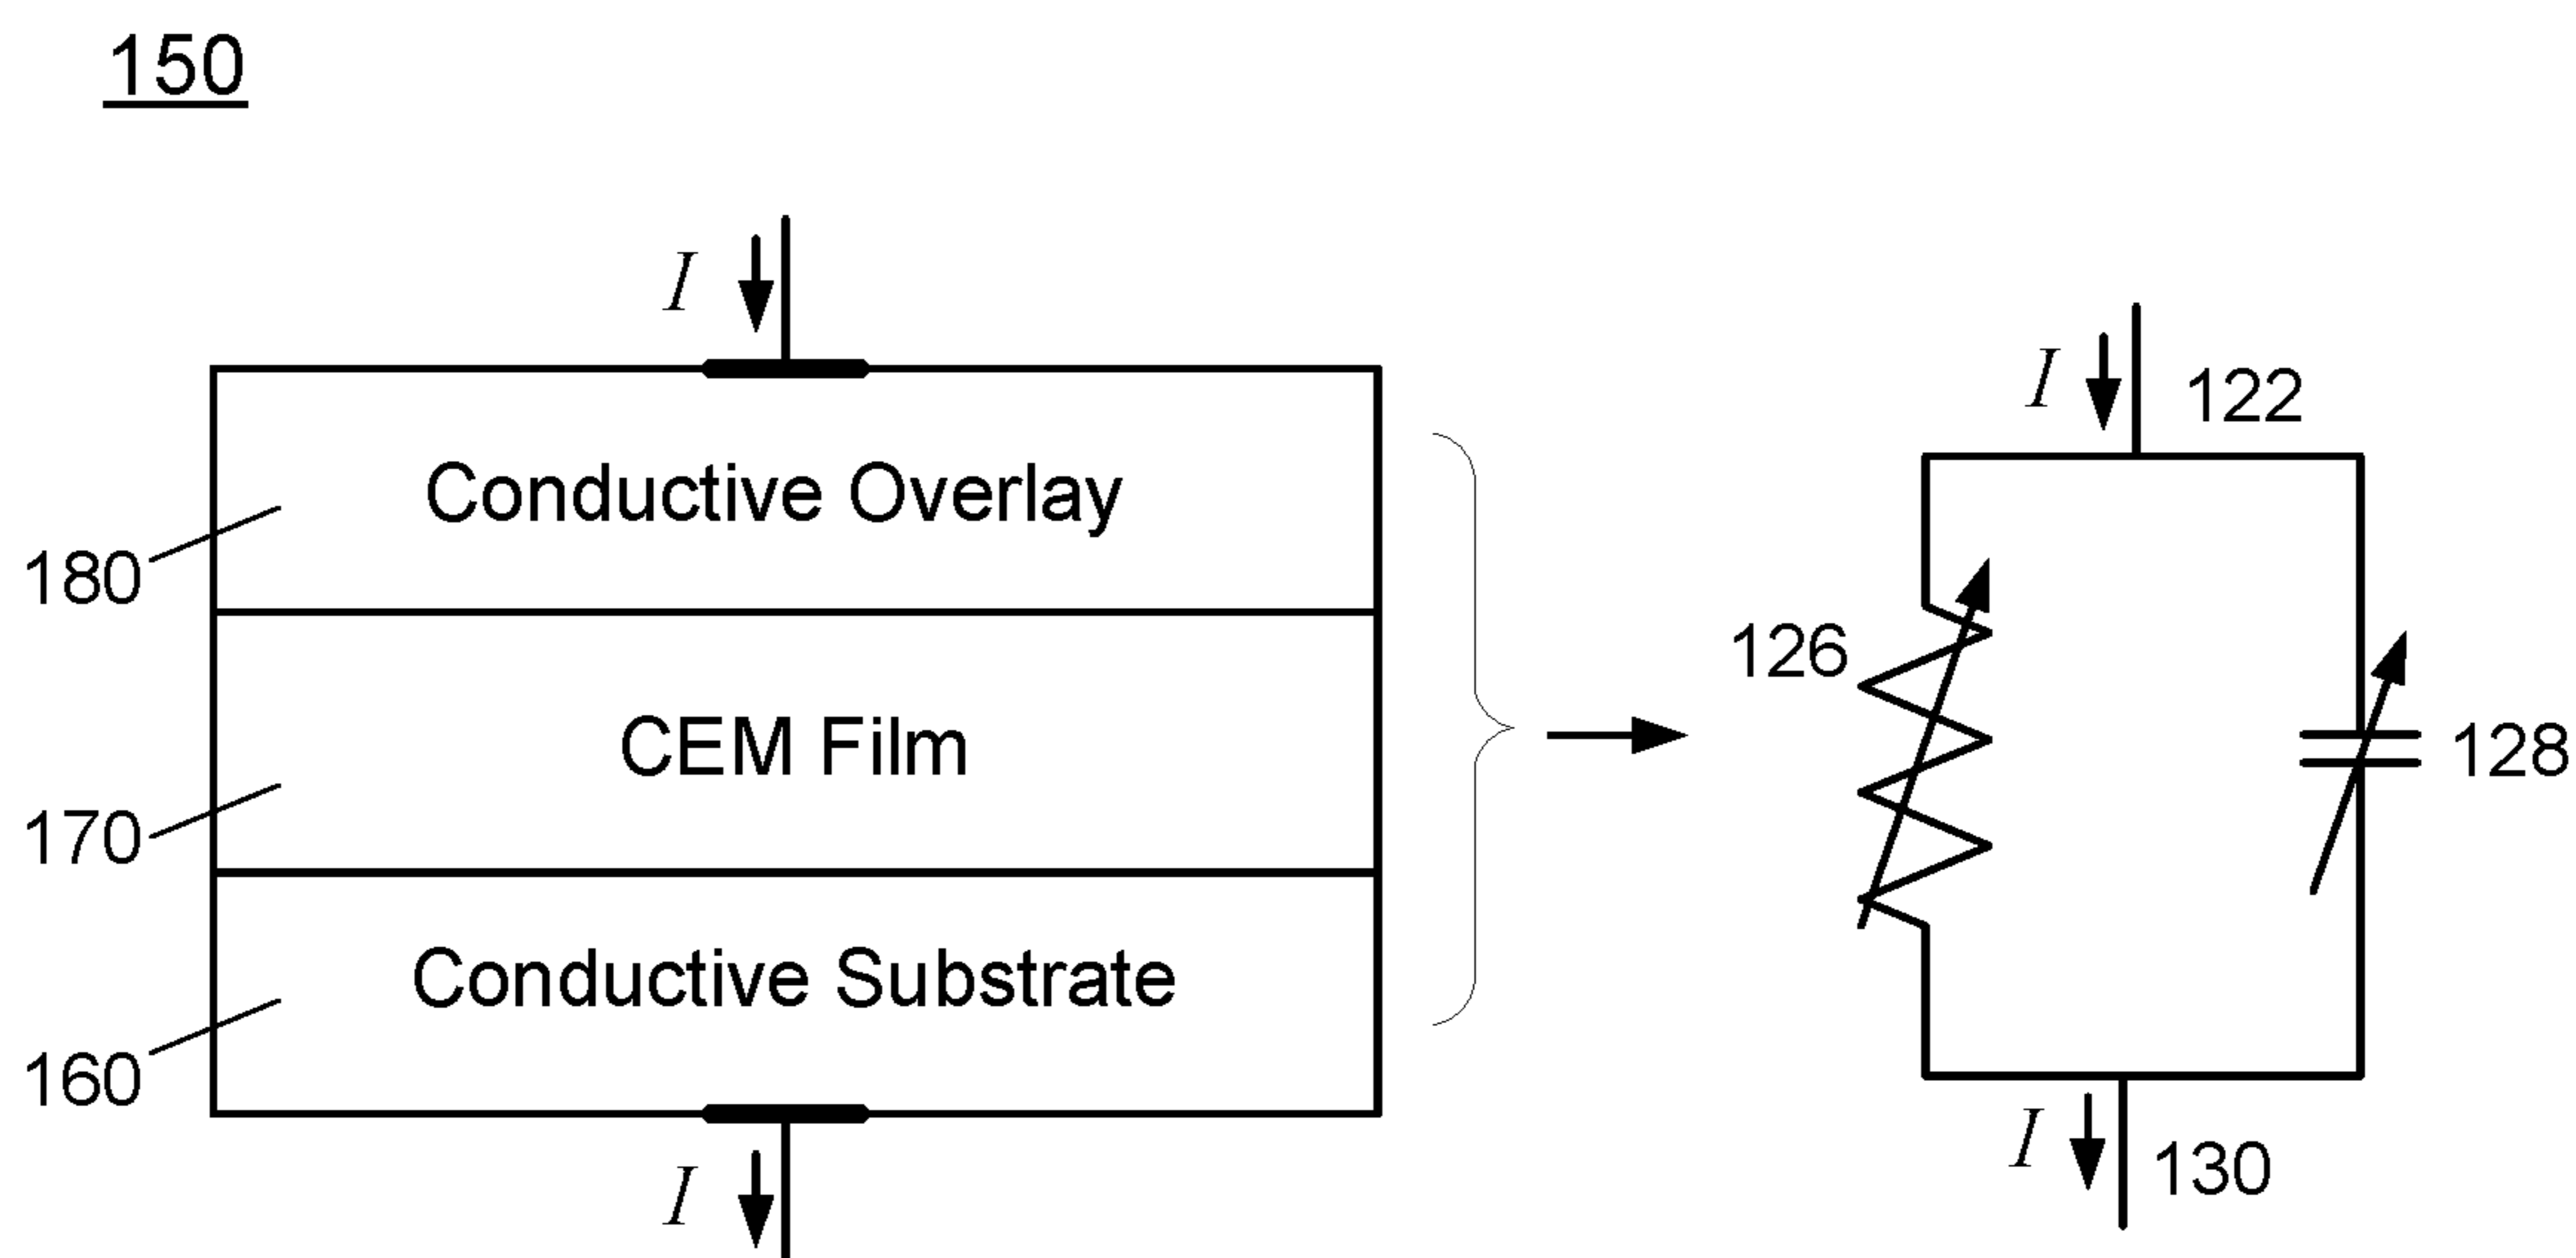 150
I
Conductive Overlay
180
CEM Film
170
Conductive Substrate
160
I
I
122
126
128
I
130